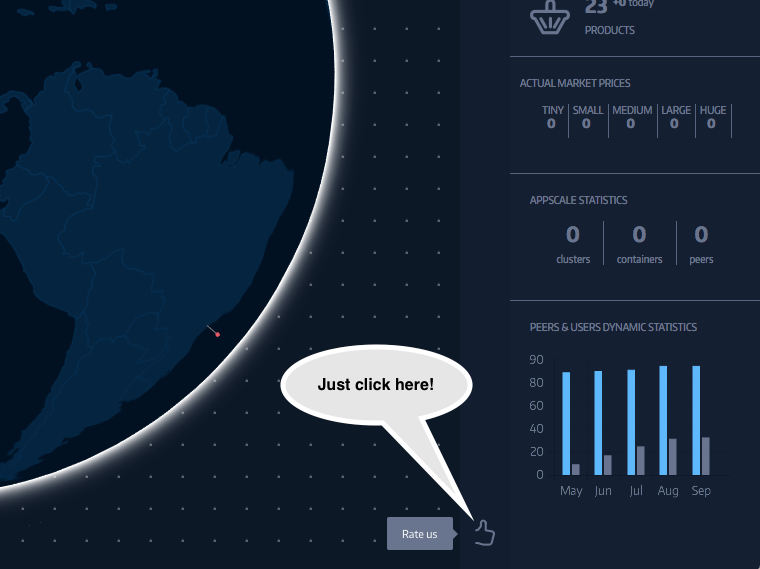 23 +0 today
PRODUCTS
ACTUAL MARKET PRICES
TINY SMALL MEDIUM LARGE HUGE
0 0 0 0 0
APPSCALE STATISTICS
0 0 0
clusters containers peers
PEERS & USERS DYNAMIC STATISTICS
90
80
60
40
20
0
May Jun Jul Aug Sep
Just click here!
Rate us